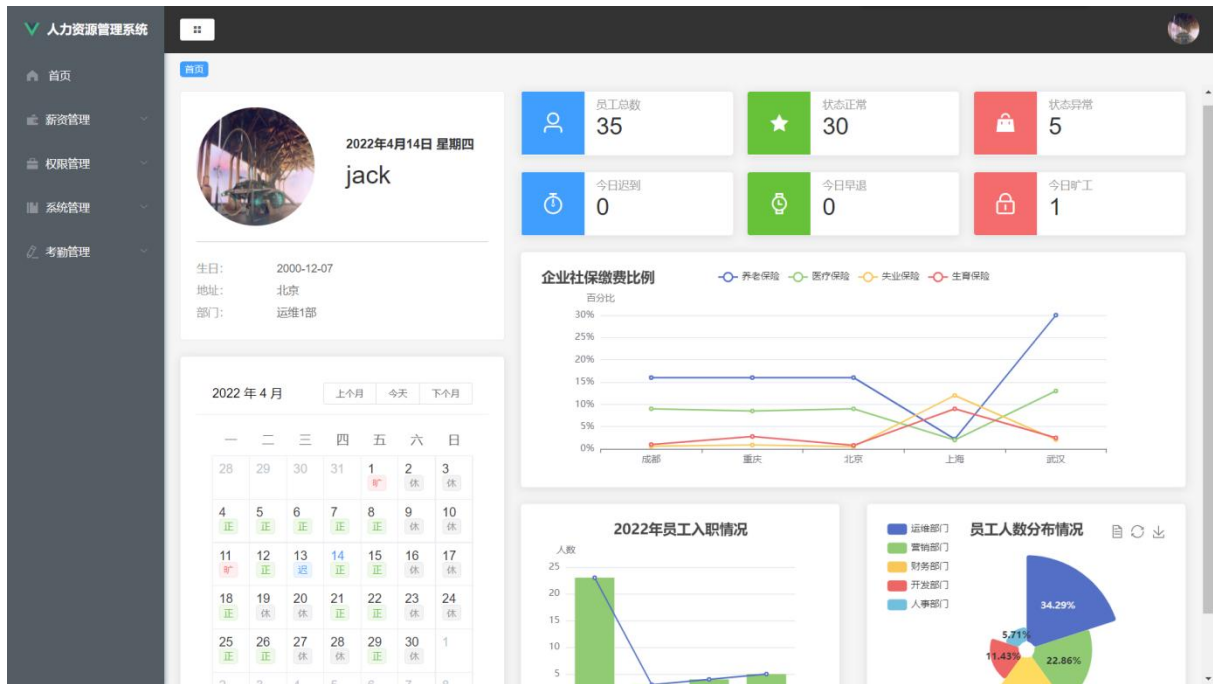 人力资源管理系统
首页
薪资管理
权限管理
系统管理
考勤管理
首页
2022年4月14日 星期四
jack
生日: 2000-12-07
地址: 北京
部门: 运维1部
员工总数
35
状态正常
30
状态异常
5
今日迟到
0
今日早退
0
今日旷工
1
企业社保缴费比例
养老保险 医疗保险 失业保险 生育保险
百分比
30%
25%
20%
15%
10%
5%
0%
成都 重庆 北京 上海 武汉
2022 年 4 月
上个月 今天 下个月
一 二 三 四 五 六 日
28 29 30 31 1 2 3
旷 休 休
4 5 6 7 8 9 10
正 正 正 正 正 休 休
11 12 13 14 15 16 17
旷 正 迟 正 正 休 休
18 19 20 21 22 23 24
正 休 休 正 正 休 休
25 26 27 28 29 30 1
正 正 休 休 正 休
2022年员工入职情况
人数
25
20
15
10
5
员工人数分布情况
运维部门
营销部门
财务部门
开发部门
人事部门
34.29%
5.71%
11.43%
22.86%